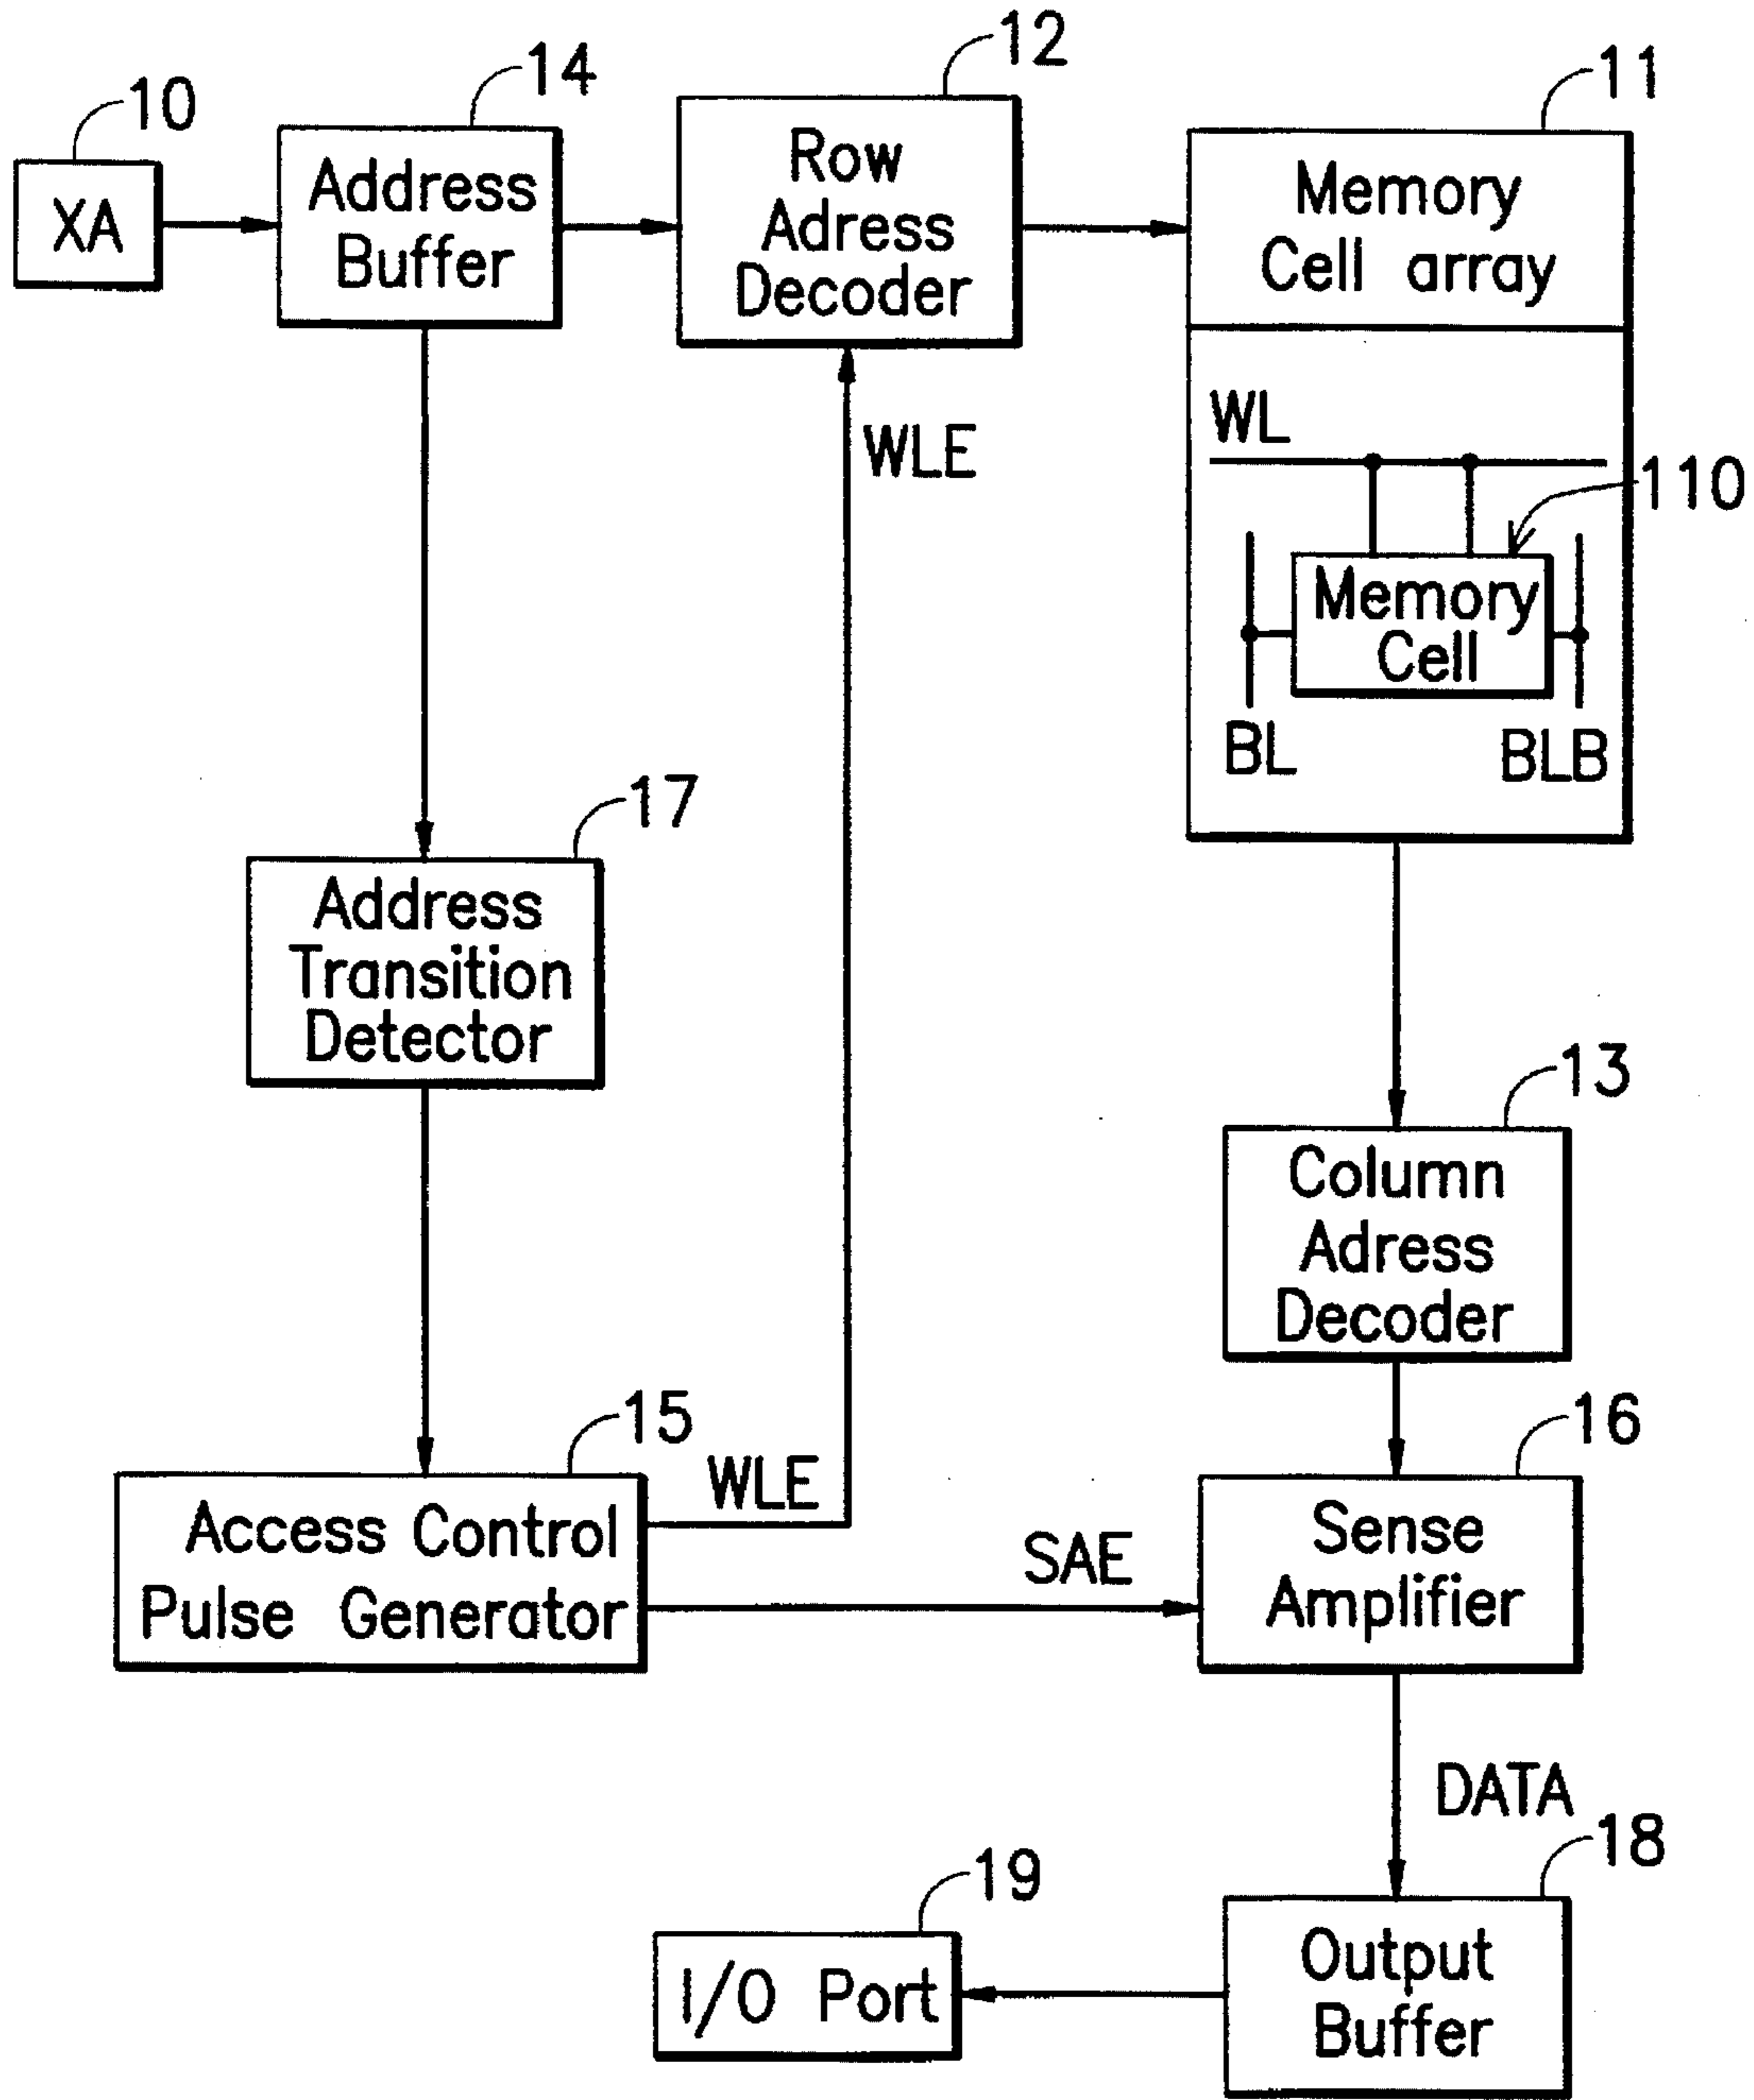 10
XA
14
Address
Buffer
12
Row
Adress
Decoder
11
Memory
Cell array
WL
110
Memory
Cell
BL
BLB
WLE
17
Address
Transition
Detector
13
Column
Adress
Decoder
15
Access Control
Pulse Generator
WLE
SAE
16
Sense
Amplifier
DATA
18
Output
Buffer
19
I/O Port